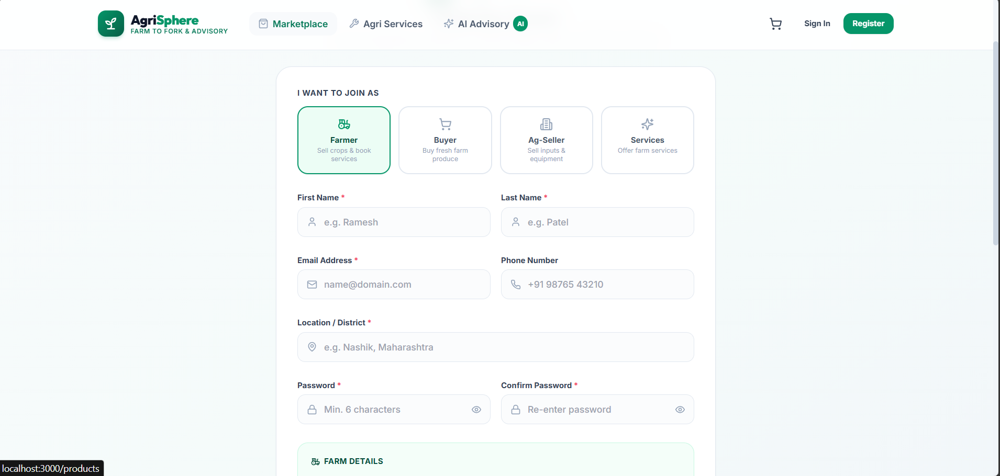 AgriSphere
FARM TO FORK & ADVISORY
Marketplace
Agri Services
AI Advisory AI
Sign In
Register
I WANT TO JOIN AS
Farmer
Sell crops & book
services
Buyer
Buy fresh farm
produce
Ag-Seller
Sell inputs &
equipment
Services
Offer farm services
First Name *
e.g. Ramesh
Last Name *
e.g. Patel
Email Address *
name@domain.com
Phone Number
+91 98765 43210
Location / District *
e.g. Nashik, Maharashtra
Password *
Min. 6 characters
Confirm Password *
Re-enter password
FARM DETAILS
localhost:3000/products